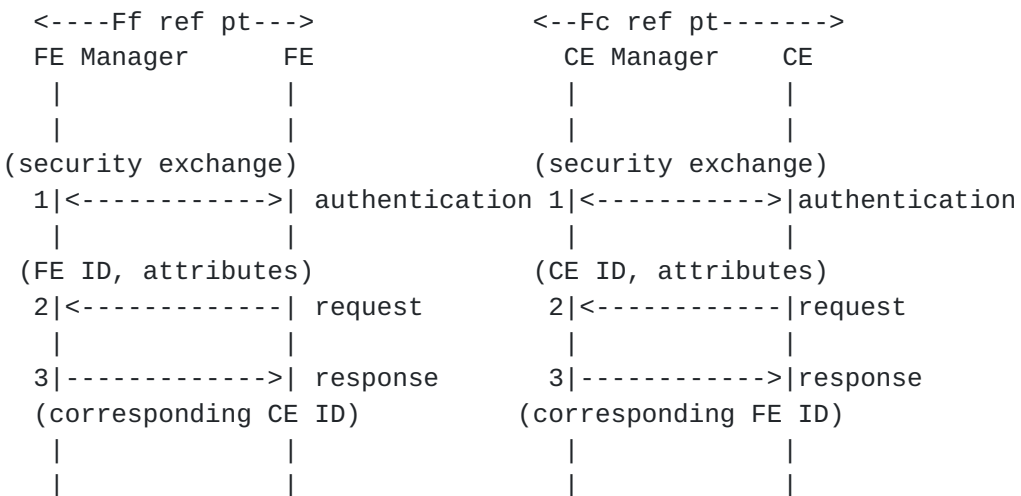 <----Ff ref pt---> <--Fc ref pt------->
FE Manager FE CE Manager CE
| | | |
| | | |
(security exchange) (security exchange)
1|<------------>| authentication 1|<----------->|authentication
| | | |
(FE ID, attributes) (CE ID, attributes)
2|<-------------| request 2|<------------|request
| | | |
3|------------->| response 3|------------>|response
(corresponding CE ID) (corresponding FE ID)
| | | |
| | | |